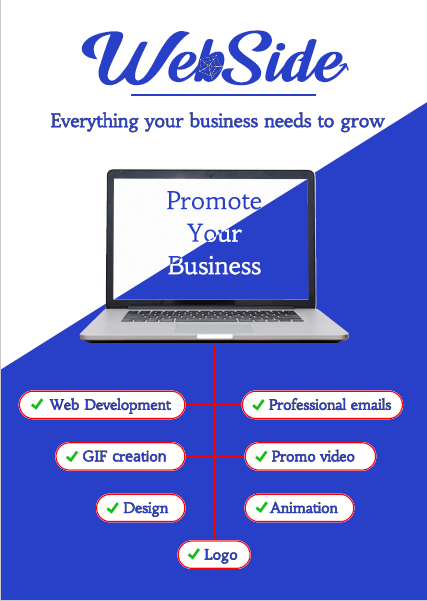 WebSide
Everything your business needs to grow
Promote
Your
Business
Web Development
Professional emails
GIF creation
Promo video
Design
Animation
Logo